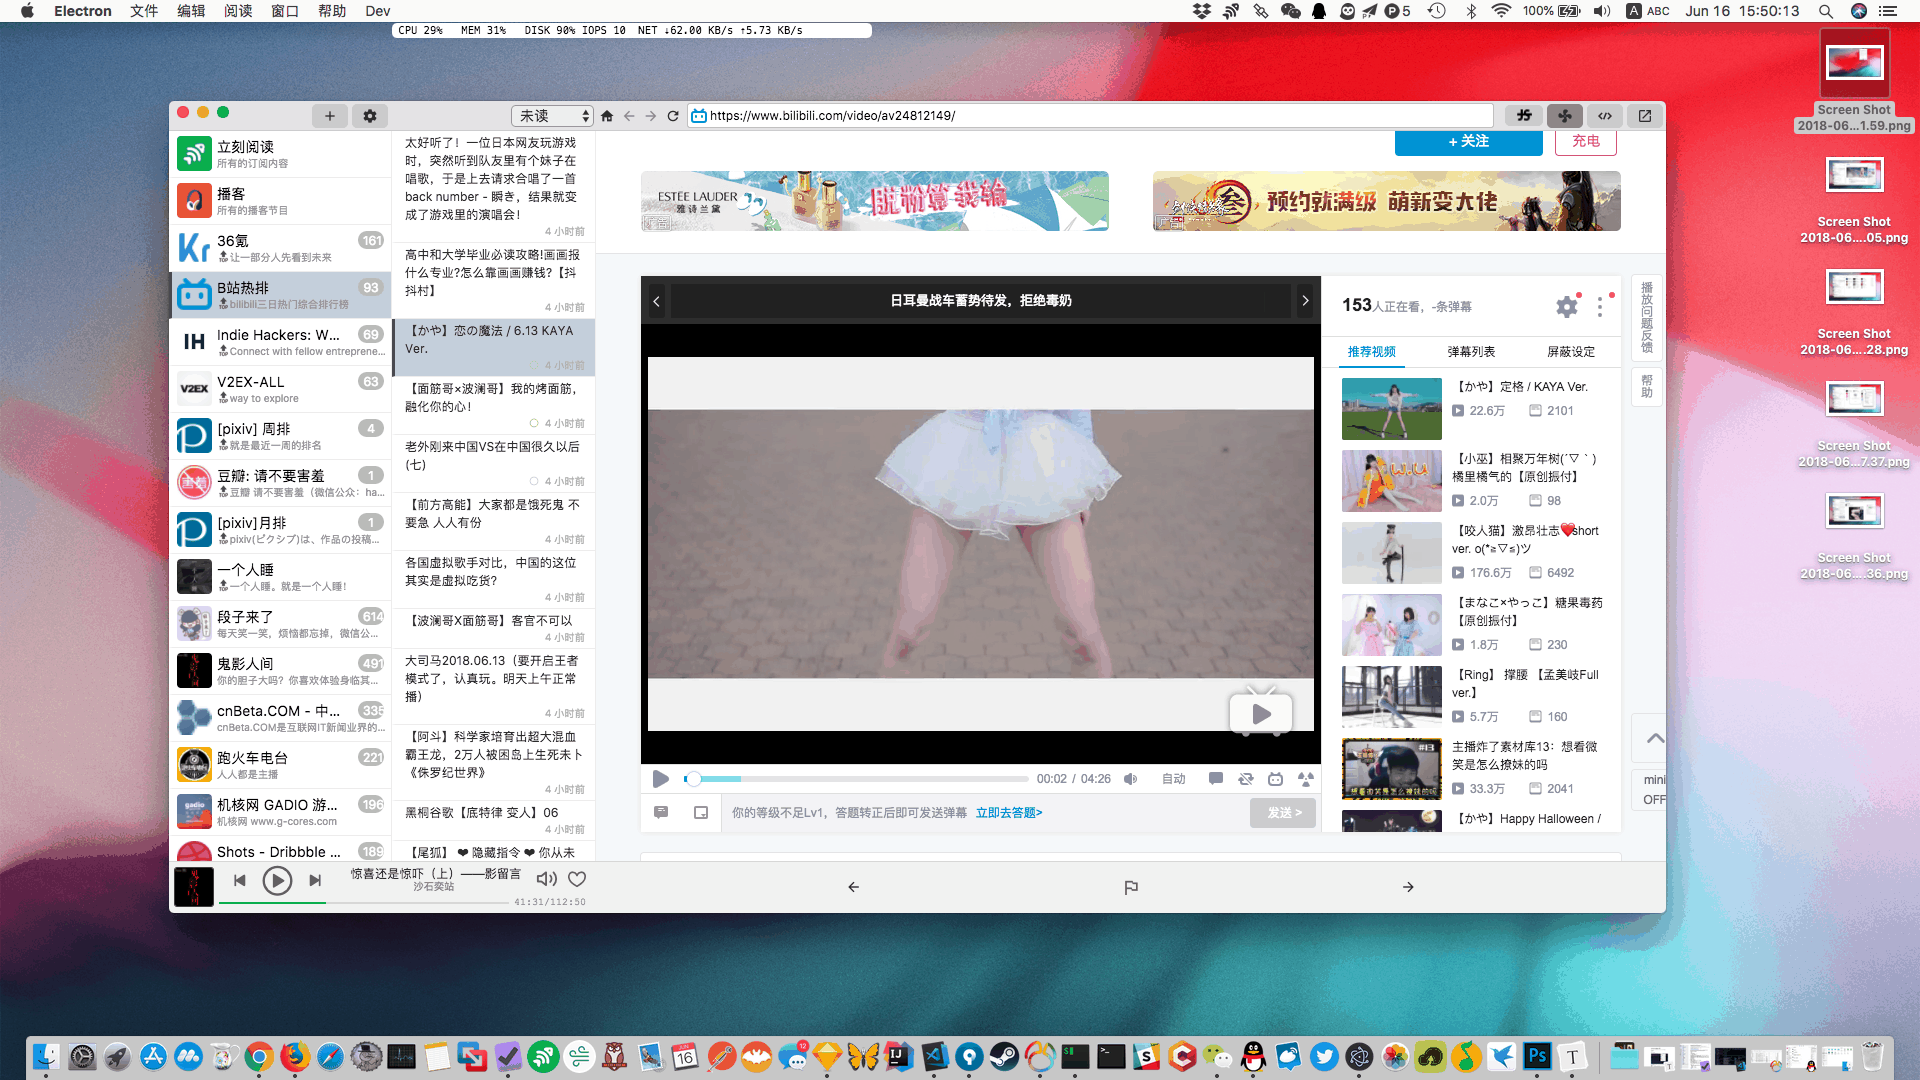 Electron 文件 编辑 阅读 窗口 帮助 Dev
5 100% A ABC Jun 16 15:50:13
CPU 29% MEM 31% DISK 90% IOPS 10 NET ↓62.00 KB/s ↑5.73 KB/s
未读 https://www.bilibili.com/video/av24812149/
立刻阅读
所有的订阅内容
播客
所有的播客节目
36氪 161
让一部分人先看到未来
B站热排 93
bilibili三日热门综合排行榜
Indie Hackers: W... 69
Connect with fellow entreprene...
V2EX-ALL 63
way to explore
[pixiv] 周排 4
就是最近一周的排名
豆瓣: 请不要害羞 1
豆瓣 请不要害羞（微信公众：ha...
[pixiv]月排 1
pixiv(ピクシブ)は、作品の投稿...
一个人睡
一个人睡。就是一个人睡！
段子来了 614
每天笑一笑，烦恼都忘掉，微信公...
鬼影人间 491
你的胆子大吗？你喜欢体验身临其...
cnBeta.COM - 中... 335
cnBeta.COM是互联网IT新闻业界的...
跑火车电台 221
人人都是主播
机核网 GADIO 游... 196
机核网 www.g-cores.com
Shots - Dribbble ... 189
太好听了！一位日本网友玩游戏
时，突然听到队友里有个妹子在
唱歌，于是上去请求合唱了一首
back number - 瞬き，结果就变
成了游戏里的演唱会！
4 小时前
高中和大学毕业必读攻略!画画报
什么专业?怎么靠画画赚钱?【抖
抖村】
4 小时前
【かや】恋の魔法 / 6.13 KAYA
Ver.
4 小时前
【面筋哥×波澜哥】我的烤面筋，
融化你的心！
4 小时前
老外刚来中国VS在中国很久以后
(七)
4 小时前
【前方高能】大家都是饿死鬼 不
要急 人人有份
4 小时前
各国虚拟歌手对比，中国的这位
其实是虚拟吃货?
4 小时前
【波澜哥X面筋哥】客官不可以
4 小时前
大司马2018.06.13（要开启王者
模式了，认真玩。明天上午正常
播）
4 小时前
【阿斗】科学家培育出超大混血
霸王龙，2万人被困岛上生死未卜
《侏罗纪世界》
4 小时前
黑桐谷歌【底特律 变人】06
4 小时前
【尾狐】 ❤ 隐藏指令 ❤ 你从未
+ 关注 充电
ESTĒE LAUDER
雅诗兰黛
脱粉算我输
广告
叁 预约就满级 萌新变大佬
日耳曼战车蓄势待发，拒绝毒奶
153人正在看，-条弹幕
推荐视频 弹幕列表 屏蔽设定
【かや】定格 / KAYA Ver.
22.6万 2101
【小巫】相聚万年树(´▽｀)
橘里橘气的【原创振付】
2.0万 98
【咬人猫】激昂壮志❤short
ver. o(*≧▽≦)ツ
176.6万 6492
【まなこ×やっこ】糖果毒药
【原创振付】
1.8万 230
【Ring】 撑腰 【孟美岐Full
ver.】
5.7万 160
主播炸了素材库13：想看微
笑是怎么撩妹的吗
33.3万 2041
#13
【かや】Happy Halloween /
播放问题反馈
帮助
mini
OFF
00:02 / 04:26 自动
你的等级不足Lv1，答题转正后即可发送弹幕 立即去答题> 发送 >
惊喜还是惊吓（上）——影留言
沙石奕站
41:31/112:50
Screen Shot
2018-06...1.59.png
Screen Shot
2018-06....05.png
Screen Shot
2018-06....28.png
Screen Shot
2018-06...7.37.png
Screen Shot
2018-06....36.png
Kr
IH
V2EX
gadio
JUN
16
12
IJ
Ps
T